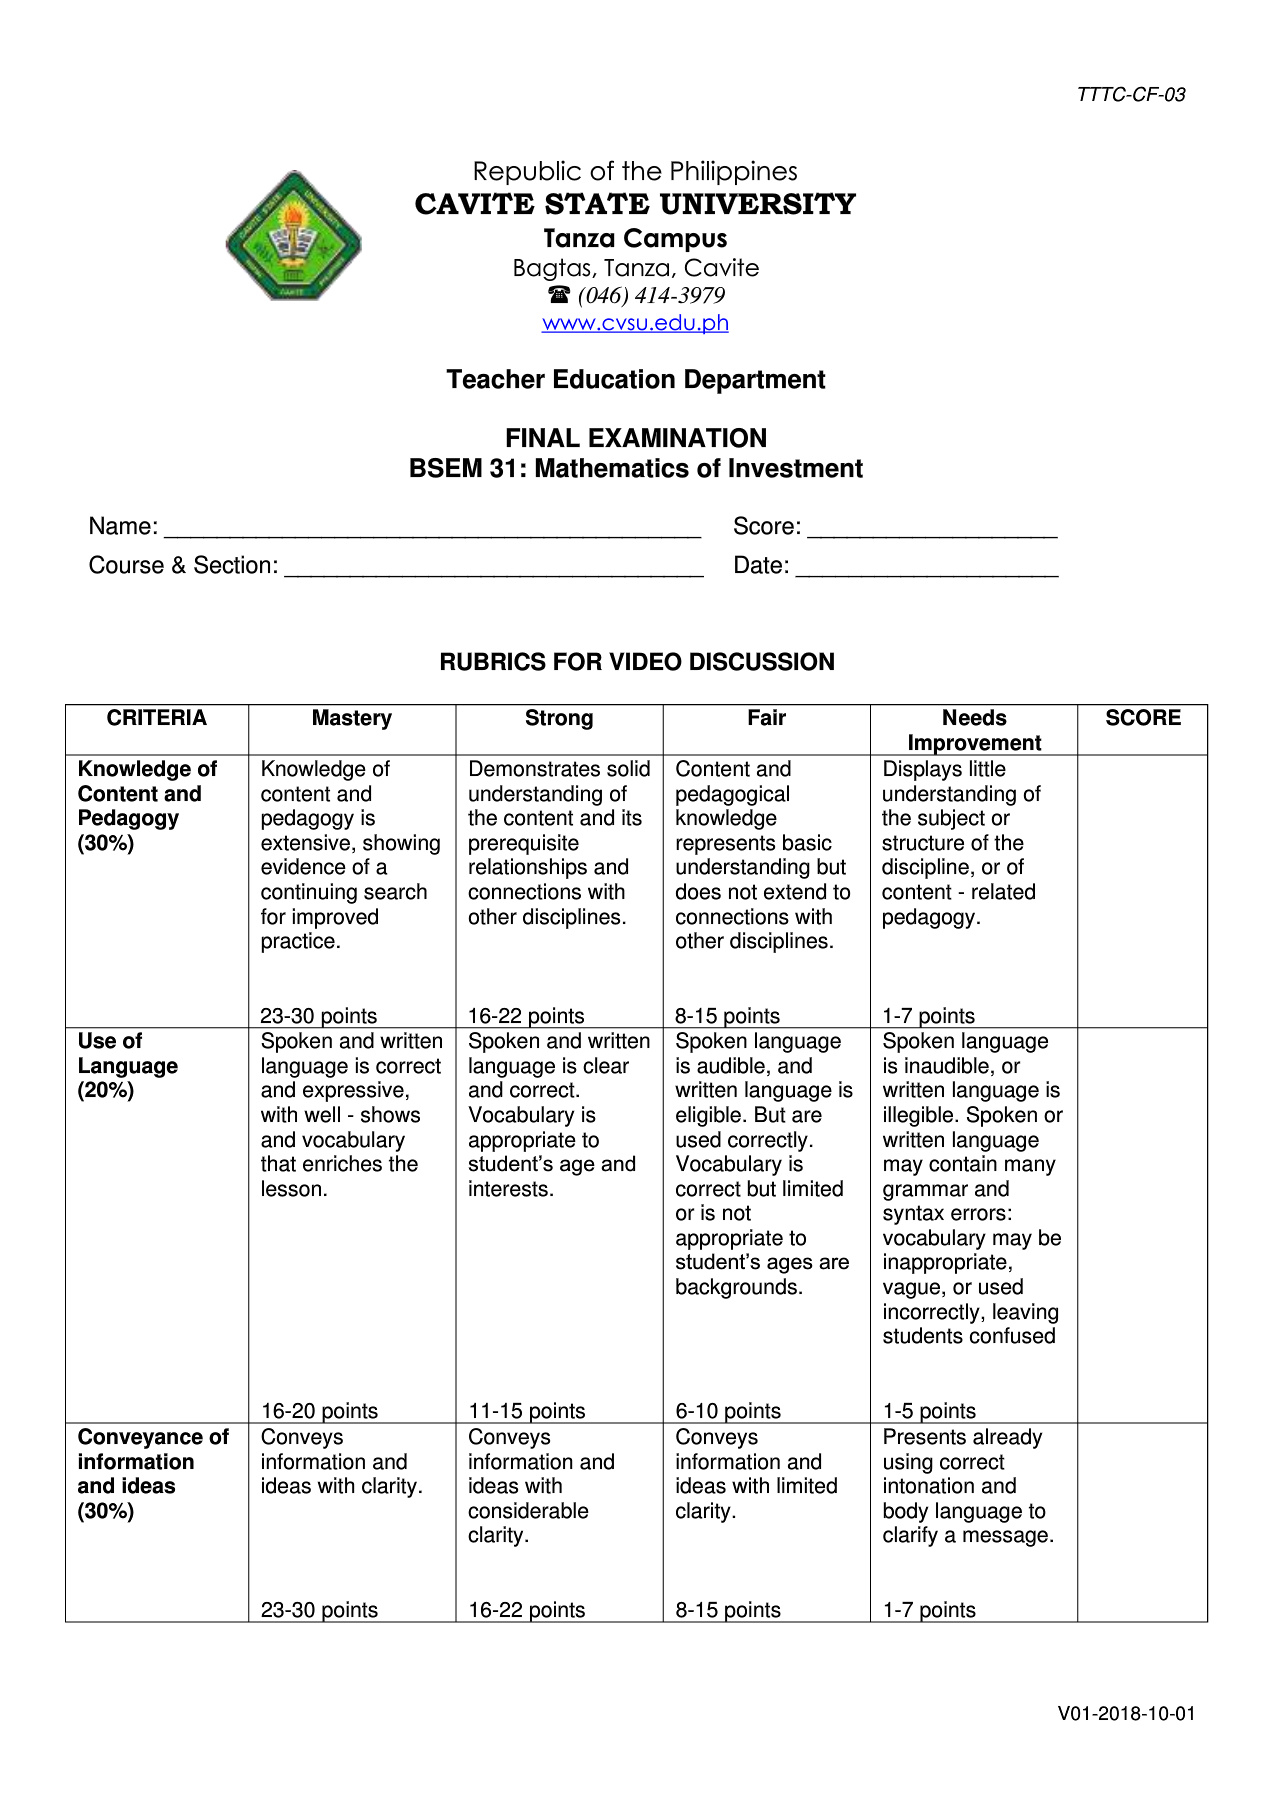 TTTC-CF-03
Republic of the Philippines
CAVITE STATE UNIVERSITY
Tanza Campus
Bagtas, Tanza, Cavite
☎ (046) 414-3979
www.cvsu.edu.ph
CAVITE STATE UNIVERSITY
CAVITE
Teacher Education Department
FINAL EXAMINATION
BSEM 31: Mathematics of Investment
Name: ________________________________________ Score: ___________________
Course & Section: ________________________________ Date: ____________________
RUBRICS FOR VIDEO DISCUSSION
CRITERIA Mastery Strong Fair Needs Improvement SCORE
Knowledge of
Content and
Pedagogy
(30%)
Knowledge of
content and
pedagogy is
extensive, showing
evidence of a
continuing search
for improved
practice.
23-30 points
Demonstrates solid
understanding of
the content and its
prerequisite
relationships and
connections with
other disciplines.
16-22 points
Content and
pedagogical
knowledge
represents basic
understanding but
does not extend to
connections with
other disciplines.
8-15 points
Displays little
understanding of
the subject or
structure of the
discipline, or of
content - related
pedagogy.
1-7 points
Use of
Language
(20%)
Spoken and written
language is correct
and expressive,
with well - shows
and vocabulary
that enriches the
lesson.
16-20 points
Spoken and written
language is clear
and correct.
Vocabulary is
appropriate to
student’s age and
interests.
11-15 points
Spoken language
is audible, and
written language is
eligible. But are
used correctly.
Vocabulary is
correct but limited
or is not
appropriate to
student’s ages are
backgrounds.
6-10 points
Spoken language
is inaudible, or
written language is
illegible. Spoken or
written language
may contain many
grammar and
syntax errors:
vocabulary may be
inappropriate,
vague, or used
incorrectly, leaving
students confused
1-5 points
Conveyance of
information
and ideas
(30%)
Conveys
information and
ideas with clarity.
23-30 points
Conveys
information and
ideas with
considerable
clarity.
16-22 points
Conveys
information and
ideas with limited
clarity.
8-15 points
Presents already
using correct
intonation and
body language to
clarify a message.
1-7 points
V01-2018-10-01